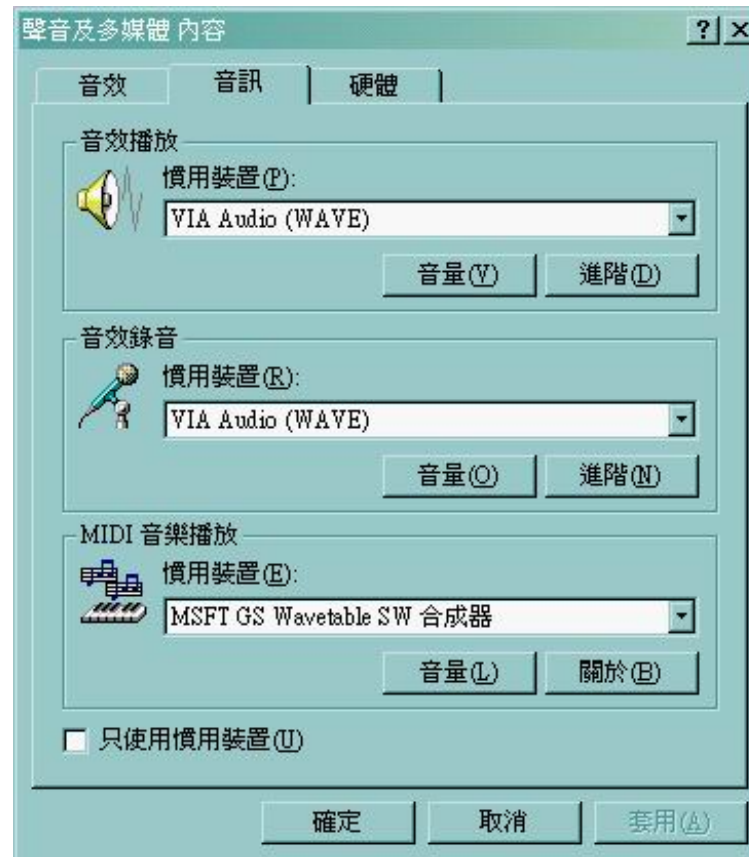 聲音及多媒體 內容
音效 音訊 硬體
音效播放
慣用裝置(P):
VIA Audio (WAVE)
音量(V) 進階(D)
音效錄音
慣用裝置(R):
VIA Audio (WAVE)
音量(O) 進階(N)
MIDI 音樂播放
慣用裝置(E):
MSFT GS Wavetable SW 合成器
音量(L) 關於(B)
只使用慣用裝置(U)
確定 取消 套用(A)